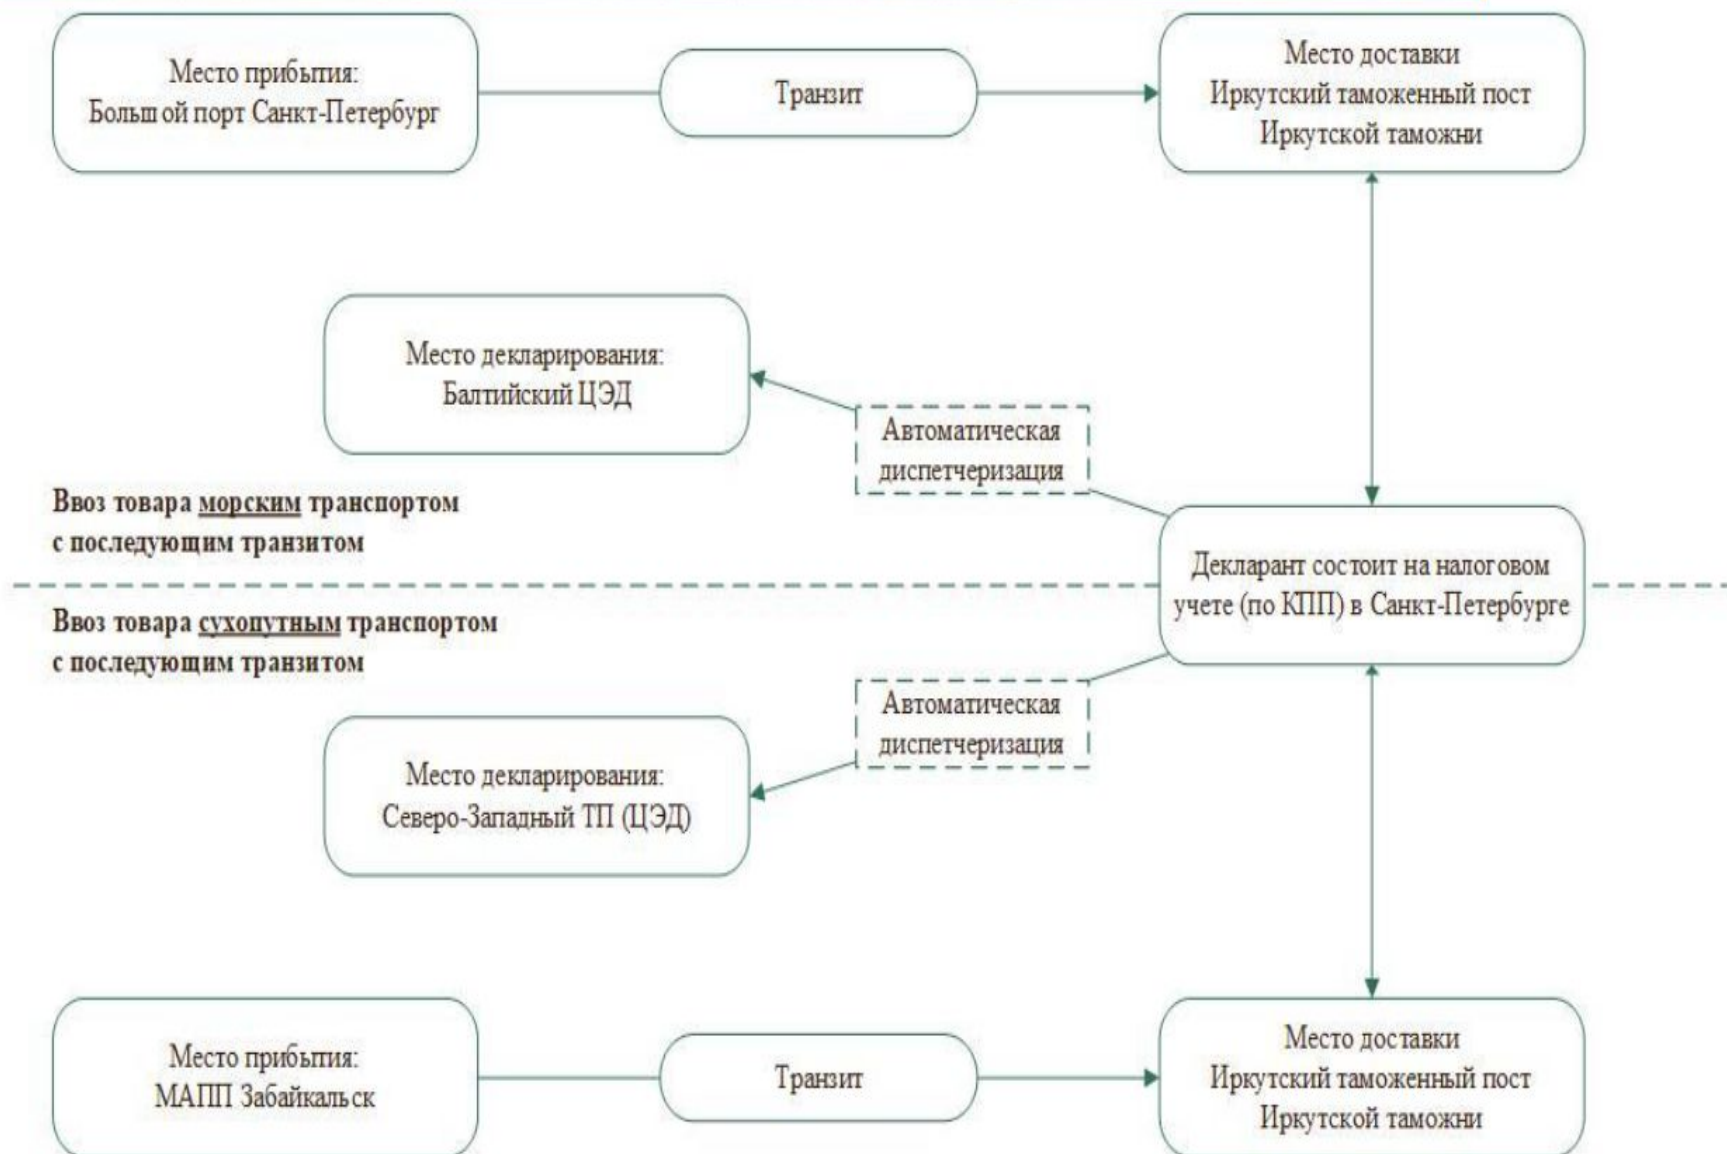 Место прибытия:
Большой порт Санкт-Петербург
Транзит
Место доставки
Иркутский таможенный пост
Иркутской таможни
Место декларирования:
Балтийский ЦЭД
Автоматическая
диспетчеризация
Ввоз товара морским транспортом
с последующим транзитом
Декларант состоит на налоговом
учете (по КПП) в Санкт-Петербурге
Ввоз товара сухопутным транспортом
с последующим транзитом
Автоматическая
диспетчеризация
Место декларирования:
Северо-Западный ТП (ЦЭД)
Место прибытия:
МАПП Забайкальск
Транзит
Место доставки
Иркутский таможенный пост
Иркутской таможни